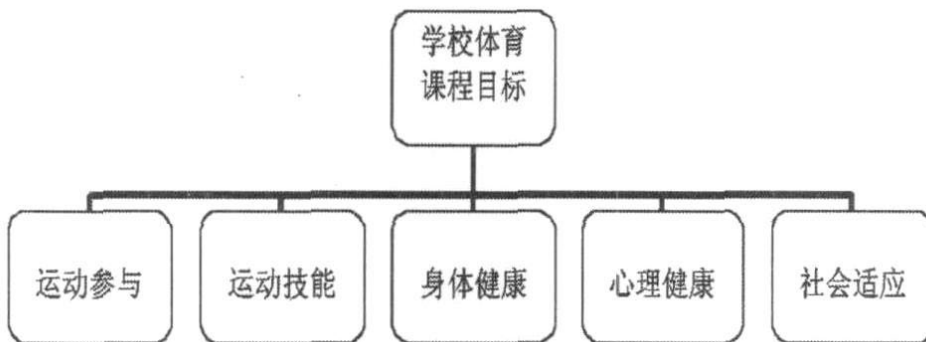 学校体育
课程目标
运动参与
运动技能
身体健康
心理健康
社会适应